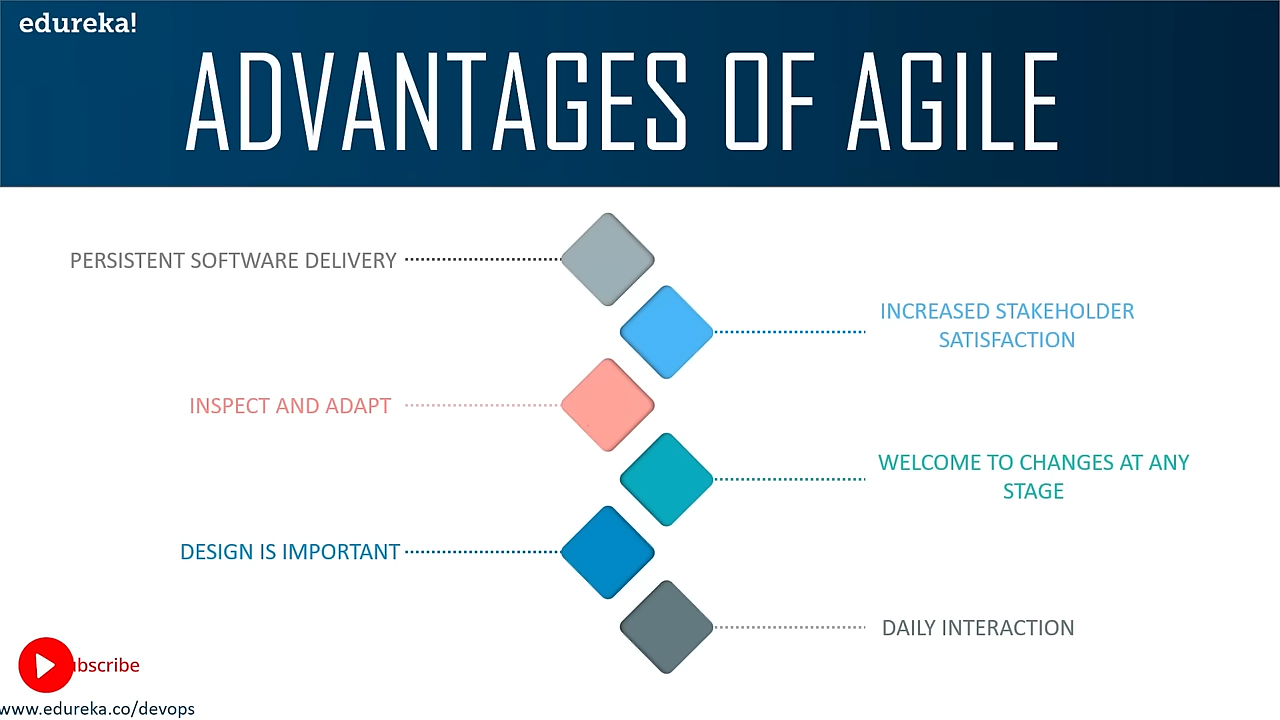 edureka!
ADVANTAGES OF AGILE
PERSISTENT SOFTWARE DELIVERY
INCREASED STAKEHOLDER
SATISFACTION
INSPECT AND ADAPT
WELCOME TO CHANGES AT ANY
STAGE
DESIGN IS IMPORTANT
DAILY INTERACTION
ubscribe
www.edureka.co/devops